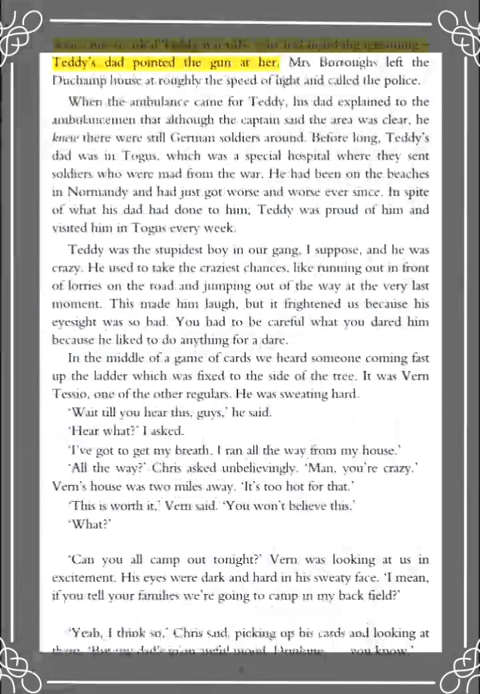 Teddy's dad pointed the gun at her. Mrs Borroughs left the
Duchamp house at roughly the speed of light and called the police.
When the ambulance came for Teddy, his dad explained to the
ambulancemen that although the captain said the area was clear, he
knew there were still German soldiers around. Before long, Teddy's
dad was in Togus, which was a special hospital where they sent
soldiers who were mad from the war. He had been on the beaches
in Normandy and had just got worse and worse ever since. In spite
of what his dad had done to him, Teddy was proud of him and
visited him in Togus every week.
Teddy was the stupidest boy in our gang, I suppose, and he was
crazy. He used to take the craziest chances, like running out in front
of lorries on the road and jumping out of the way at the very last
moment. This made him laugh, but it frightened us because his
eyesight was so bad. You had to be careful what you dared him
because he liked to do anything for a dare.
In the middle of a game of cards we heard someone coming fast
up the ladder which was fixed to the side of the tree. It was Vern
Tessio, one of the other regulars. He was sweating hard.
'Wait till you hear this, guys,' he said.
'Hear what?' I asked.
'I've got to get my breath. I ran all the way from my house.'
'All the way?' Chris asked unbelievingly. 'Man, you're crazy.'
Vern's house was two miles away. 'It's too hot for that.'
'This is worth it,' Vern said. 'You won't believe this.'
'What?'
'Can you all camp out tonight?' Vern was looking at us in
excitement. His eyes were dark and hard in his sweaty face. 'I mean,
if you tell your families we're going to camp in my back field?'
'Yeah, I think so,' Chris said, picking up his cards and looking at
you know.'